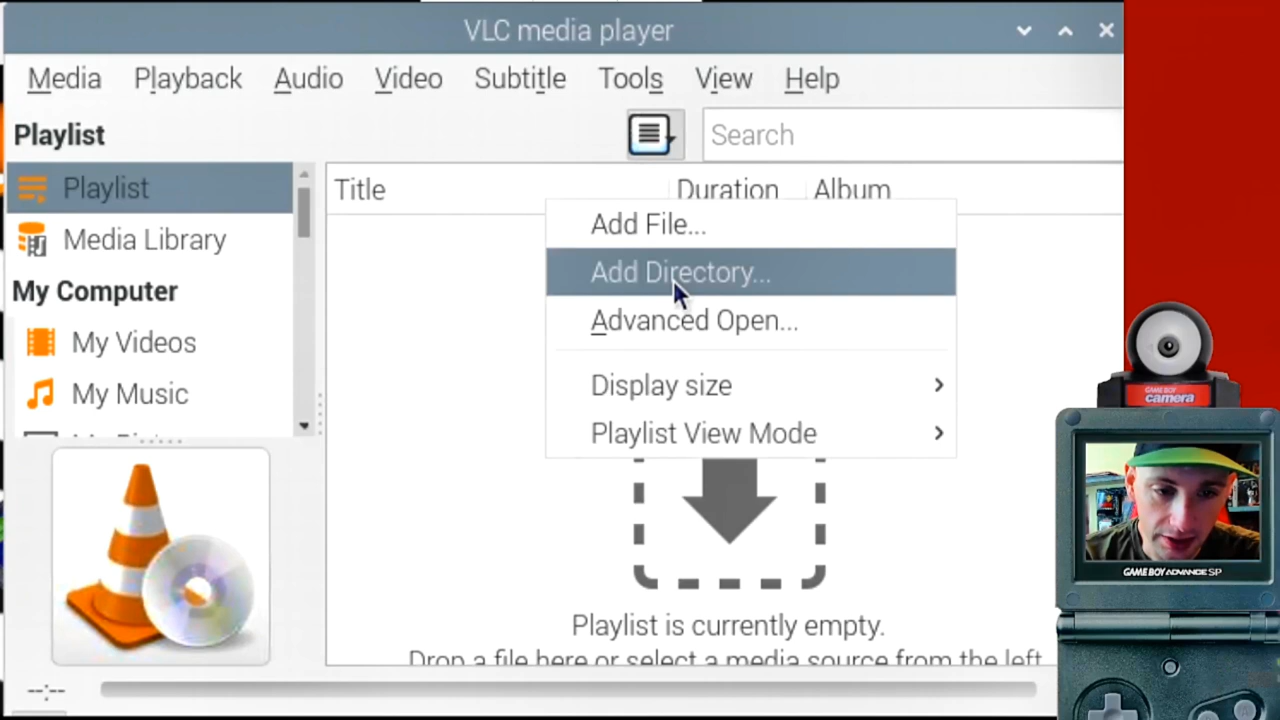 VLC media player
Media Playback Audio Video Subtitle Tools View Help
Playlist
Search
Playlist
Media Library
My Computer
My Videos
My Music
Title Duration Album
Add File...
Add Directory...
Advanced Open...
Display size
Playlist View Mode
Playlist is currently empty.
Drop a file here or select a media source from the left
--:--
GAME BOY
camera
GAME BOY ADVANCE SP